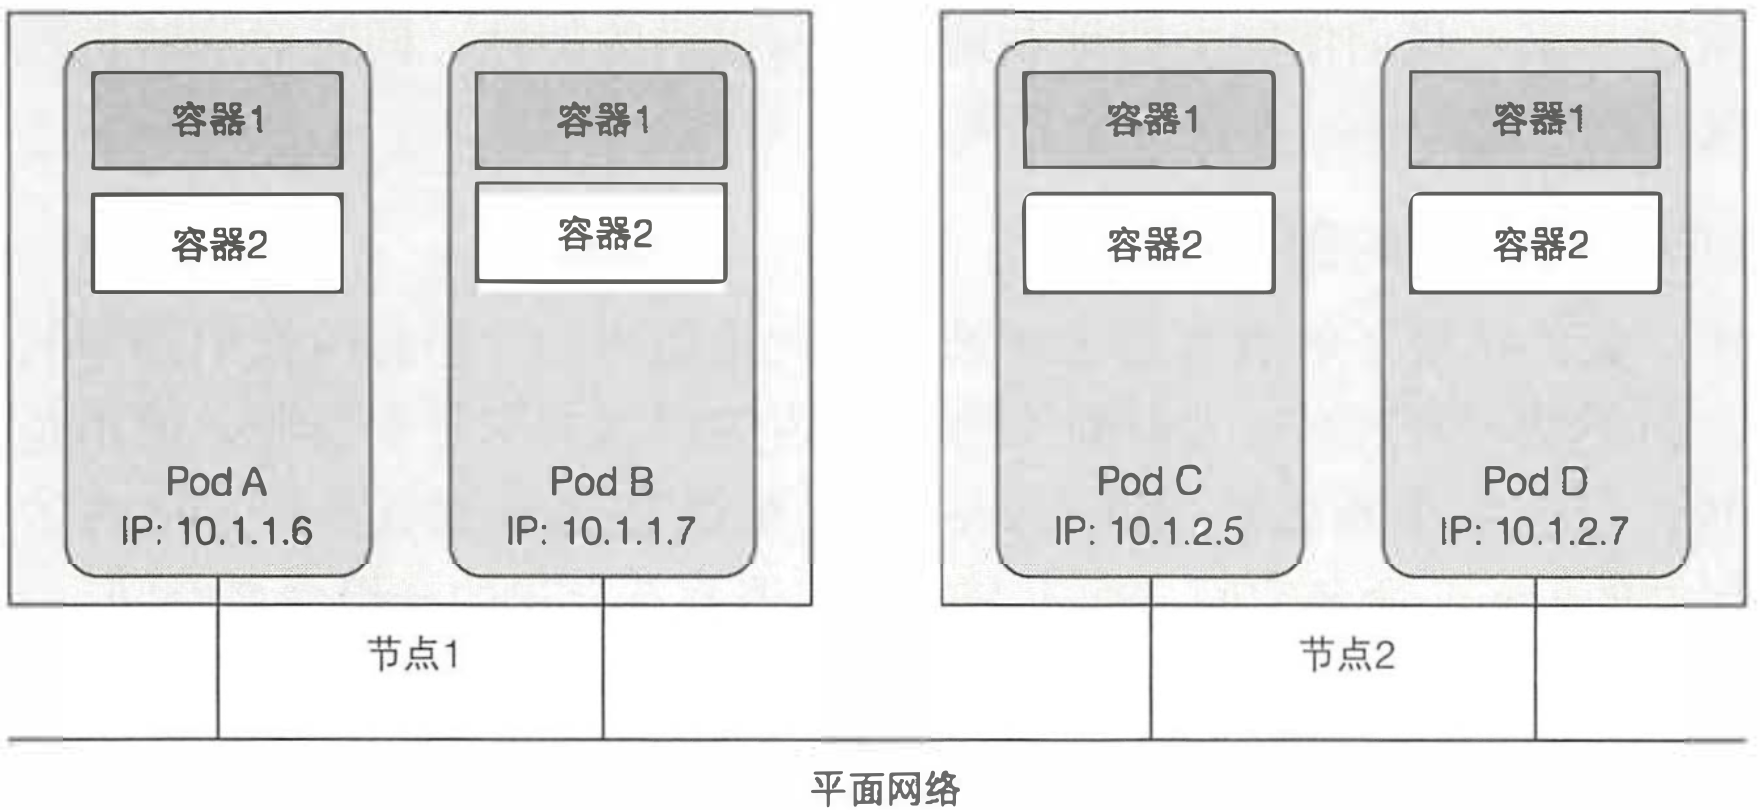 容器1
容器2
Pod A
IP: 10.1.1.6
容器1
容器2
Pod B
IP: 10.1.1.7
节点1
容器1
容器2
Pod C
IP: 10.1.2.5
容器1
容器2
Pod D
IP: 10.1.2.7
节点2
平面网络